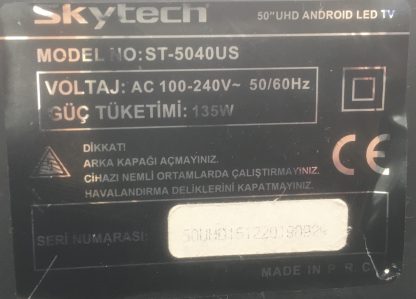 Skytech
50"UHD ANDROID LED TV
MODEL NO:ST-5040US
VOLTAJ: AC 100-240V~ 50/60Hz
GÜÇ TÜKETİMİ: 135W
DİKKAT!
ARKA KAPAĞI AÇMAYINIZ.
CİHAZI NEMLİ ORTAMLARDA ÇALIŞTIRMAYINIZ.
HAVALANDIRMA DELİKLERİNİ KAPATMAYINIZ.
CE
SERİ NUMARASI:
MADE IN P.R.C